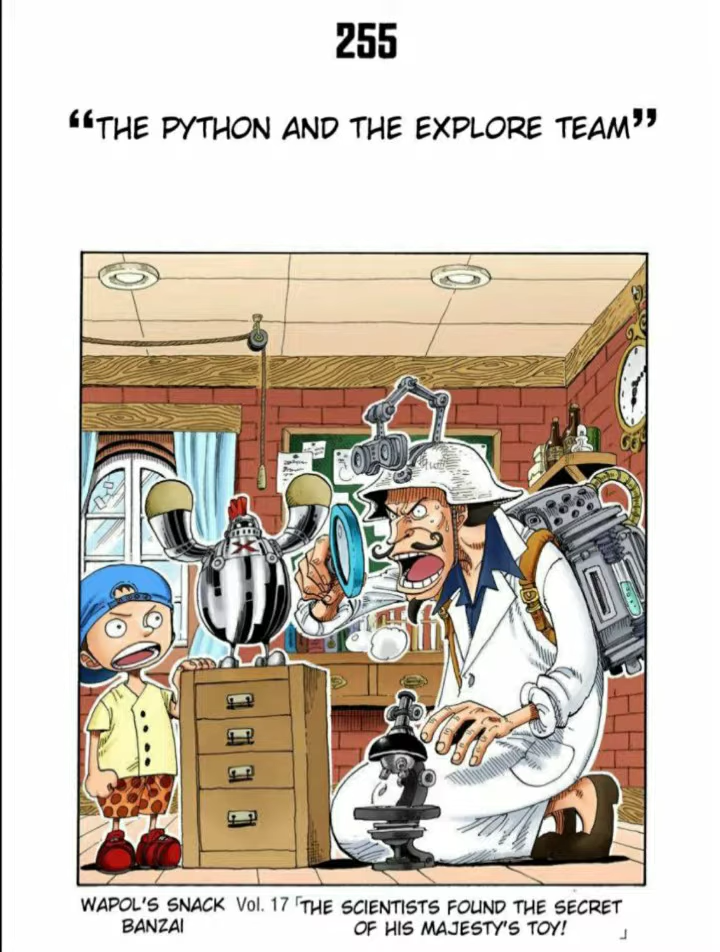 255
“THE PYTHON AND THE EXPLORE TEAM”
WAPOL'S SNACK Vol. 17 「THE SCIENTISTS FOUND THE SECRET
BANZAI OF HIS MAJESTY'S TOY! 」